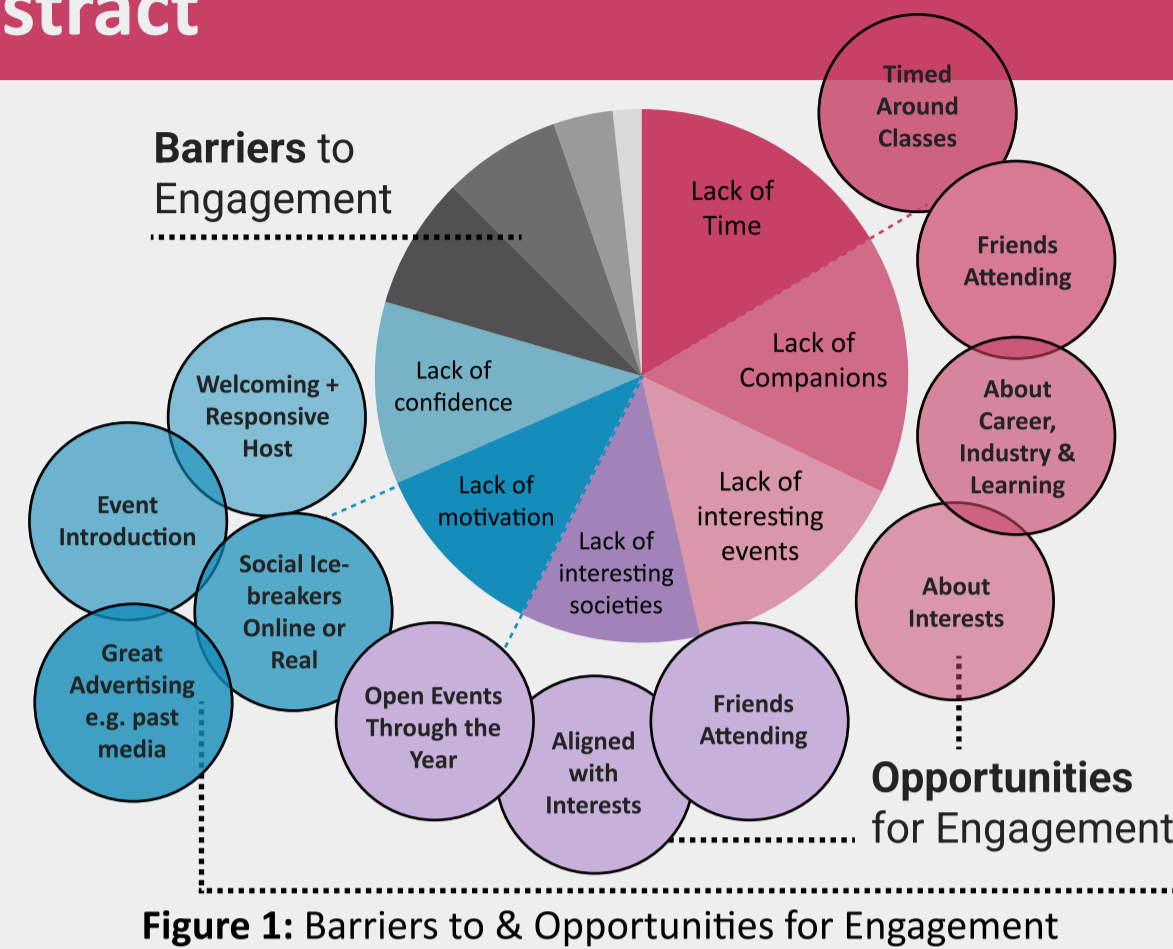 stract
Barriers to
Engagement
Lack of
Time
Lack of
Companions
Lack of
interesting
events
Lack of
interesting
societies
Lack of
motivation
Lack of
confidence
Timed
Around
Classes
Friends
Attending
About
Career,
Industry &
Learning
About
Interests
Welcoming +
Responsive
Host
Event
Introduction
Social Ice-
breakers
Online or
Real
Great
Advertising
e.g. past
media
Open Events
Through the
Year
Aligned
with
Interests
Friends
Attending
Opportunities
for Engagement
Figure 1: Barriers to & Opportunities for Engagement